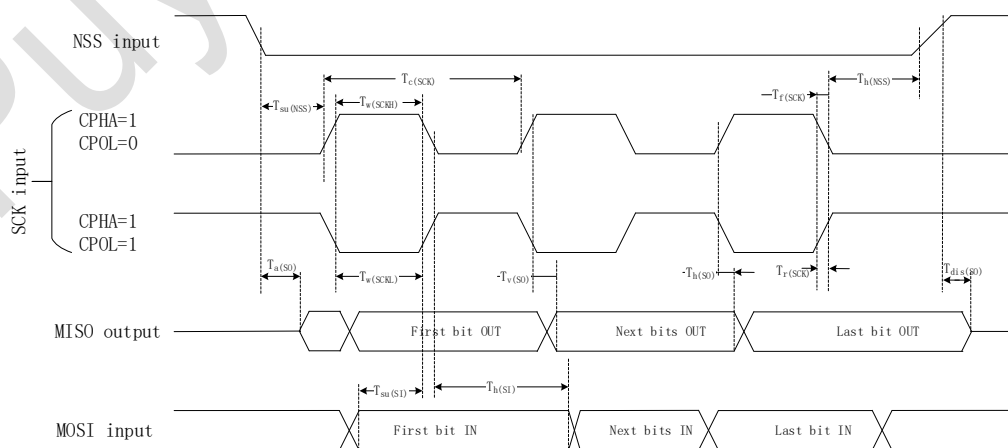 NSS input
Tc(SCK)
Th(NSS)
Tsu(NSS)
Tw(SCKH)
Tf(SCK)
CPHA=1
CPOL=0
SCK input
CPHA=1
CPOL=1
Ta(SO)
Tw(SCKL)
Tv(SO)
Th(SO)
Tr(SCK)
Tdis(SO)
MISO output
First bit OUT
Next bits OUT
Last bit OUT
Tsu(SI)
Th(SI)
MOSI input
First bit IN
Next bits IN
Last bit IN